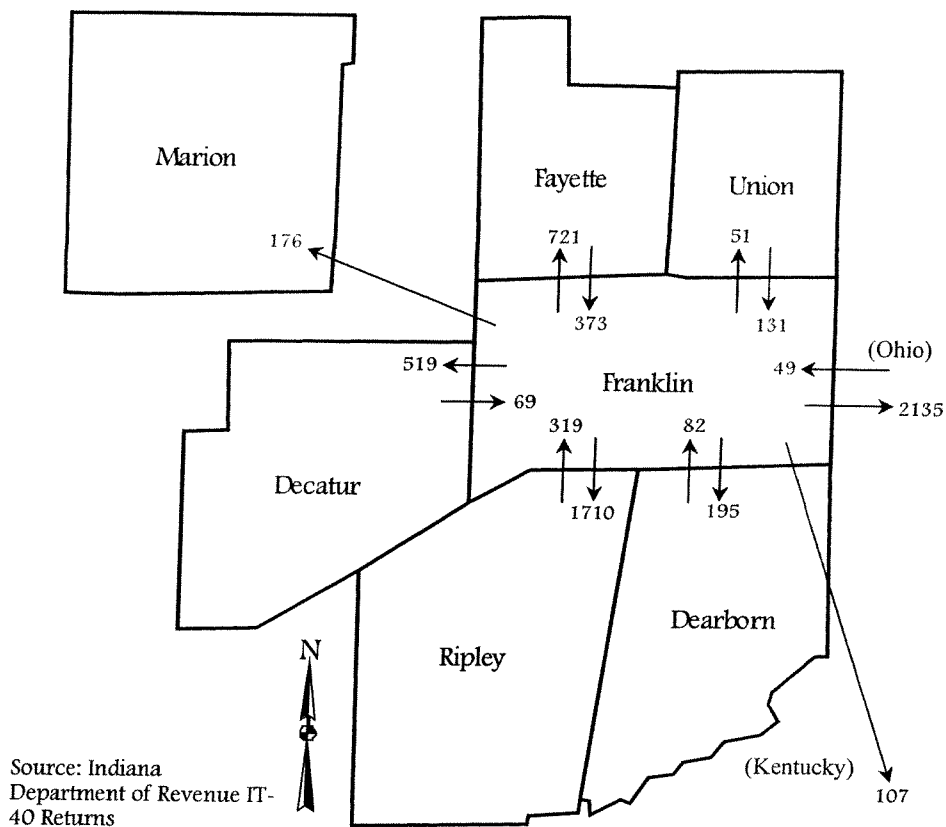 Marion
Fayette
Union
176
721
51
373
131
(Ohio)
519
49
Franklin
69
2135
319
82
Decatur
1710
195
Dearborn
N
Ripley
Source: Indiana
Department of Revenue IT-
40 Returns
(Kentucky)
107